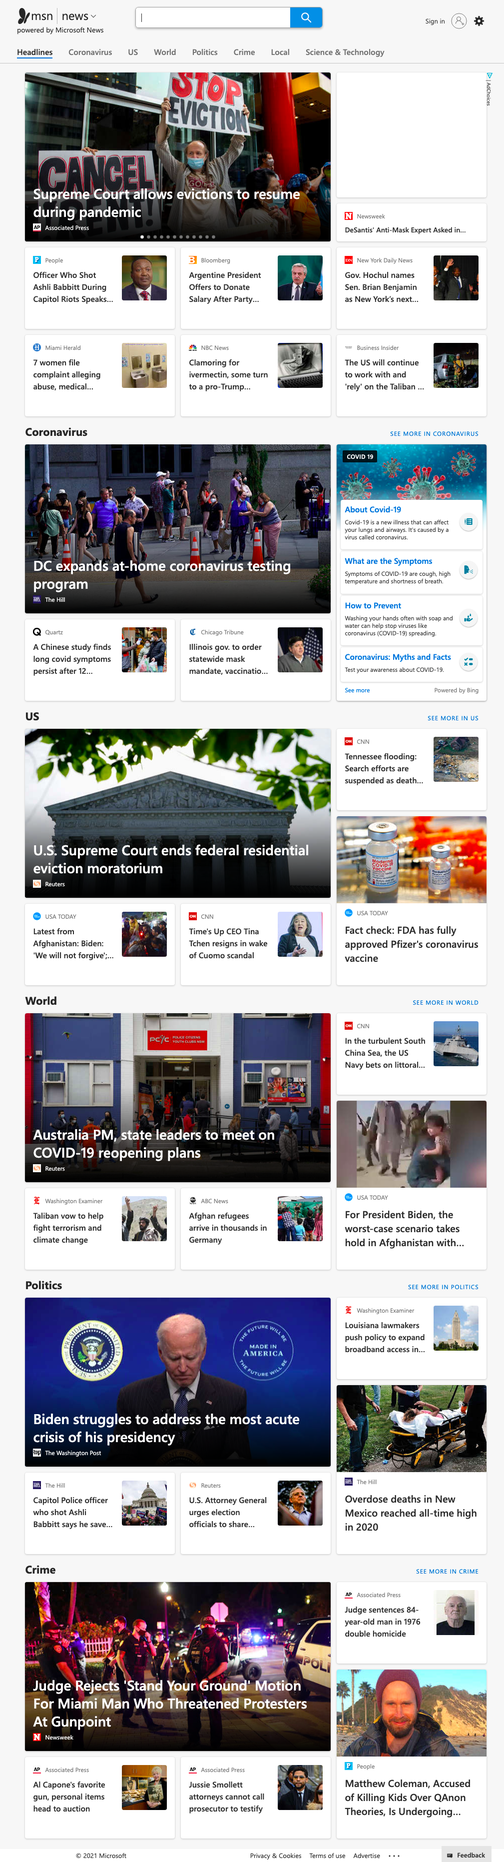 msn | news
powered by Microsoft News
Sign in
Headlines
Coronavirus
US
World
Politics
Crime
Local
Science & Technology
STOP
EVICTION
CANCEL
Supreme Court allows evictions to resume
during pandemic
AP Associated Press
AdChoices
Newsweek
DeSantis' Anti-Mask Expert Asked in...
People
Officer Who Shot
Ashli Babbitt During
Capitol Riots Speaks...
Bloomberg
Argentine President
Offers to Donate
Salary After Party...
New York Daily News
Gov. Hochul names
Sen. Brian Benjamin
as New York's next...
Miami Herald
7 women file
complaint alleging
abuse, medical...
NBC News
Clamoring for
ivermectin, some turn
to a pro-Trump...
Business Insider
The US will continue
to work with and
'rely' on the Taliban ...
Coronavirus
SEE MORE IN CORONAVIRUS
DC expands at-home coronavirus testing
program
The Hill
COVID 19
About Covid-19
Covid-19 is a new illness that can affect
your lungs and airways. It's caused by a
virus called coronavirus.
What are the Symptoms
Symptoms of COVID-19 are cough, high
temperature and shortness of breath.
How to Prevent
Washing your hands often with soap and
water can help stop viruses like
coronavirus (COVID-19) spreading.
Coronavirus: Myths and Facts
Test your awareness about COVID-19.
See more
Powered by Bing
Quartz
A Chinese study finds
long covid symptoms
persist after 12...
Chicago Tribune
Illinois gov. to order
statewide mask
mandate, vaccinatio...
US
SEE MORE IN US
U.S. Supreme Court ends federal residential
eviction moratorium
Reuters
CNN
Tennessee flooding:
Search efforts are
suspended as death...
USA TODAY
Latest from
Afghanistan: Biden:
'We will not forgive';...
CNN
Time's Up CEO Tina
Tchen resigns in wake
of Cuomo scandal
USA TODAY
Fact check: FDA has fully
approved Pfizer's coronavirus
vaccine
World
SEE MORE IN WORLD
Australia PM, state leaders to meet on
COVID-19 reopening plans
Reuters
CNN
In the turbulent South
China Sea, the US
Navy bets on littoral...
Washington Examiner
Taliban vow to help
fight terrorism and
climate change
ABC News
Afghan refugees
arrive in thousands in
Germany
USA TODAY
For President Biden, the
worst-case scenario takes
hold in Afghanistan with...
Politics
SEE MORE IN POLITICS
THE FUTURE WILL BE
MADE IN
AMERICA
Biden struggles to address the most acute
crisis of his presidency
The Washington Post
Washington Examiner
Louisiana lawmakers
push policy to expand
broadband access in...
The Hill
Capitol Police officer
who shot Ashli
Babbitt says he save...
Reuters
U.S. Attorney General
urges election
officials to share...
The Hill
Overdose deaths in New
Mexico reached all-time high
in 2020
Crime
SEE MORE IN CRIME
Judge Rejects 'Stand Your Ground' Motion
For Miami Man Who Threatened Protesters
At Gunpoint
Newsweek
AP Associated Press
Judge sentences 84-
year-old man in 1976
double homicide
AP Associated Press
Al Capone's favorite
gun, personal items
head to auction
AP Associated Press
Jussie Smollett
attorneys cannot call
prosecutor to testify
People
Matthew Coleman, Accused
of Killing Kids Over QAnon
Theories, Is Undergoing...
© 2021 Microsoft
Privacy & Cookies
Terms of use
Advertise
Feedback